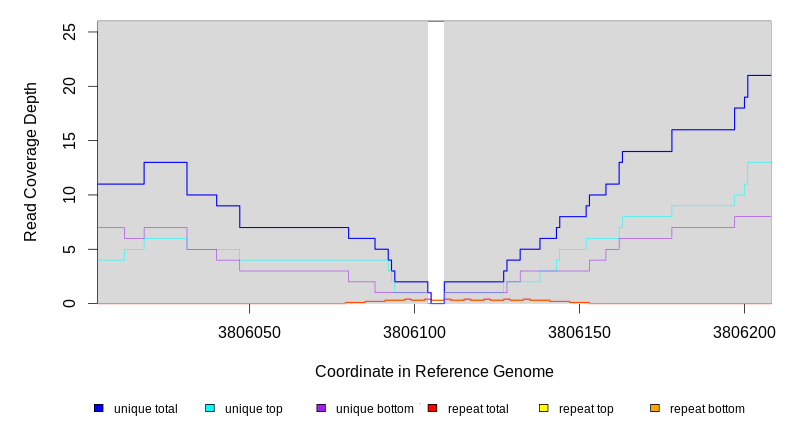 Read Coverage Depth
25
20
15
10
5
0
3806050 3806100 3806150 3806200
Coordinate in Reference Genome
unique total unique top unique bottom repeat total repeat top repeat bottom